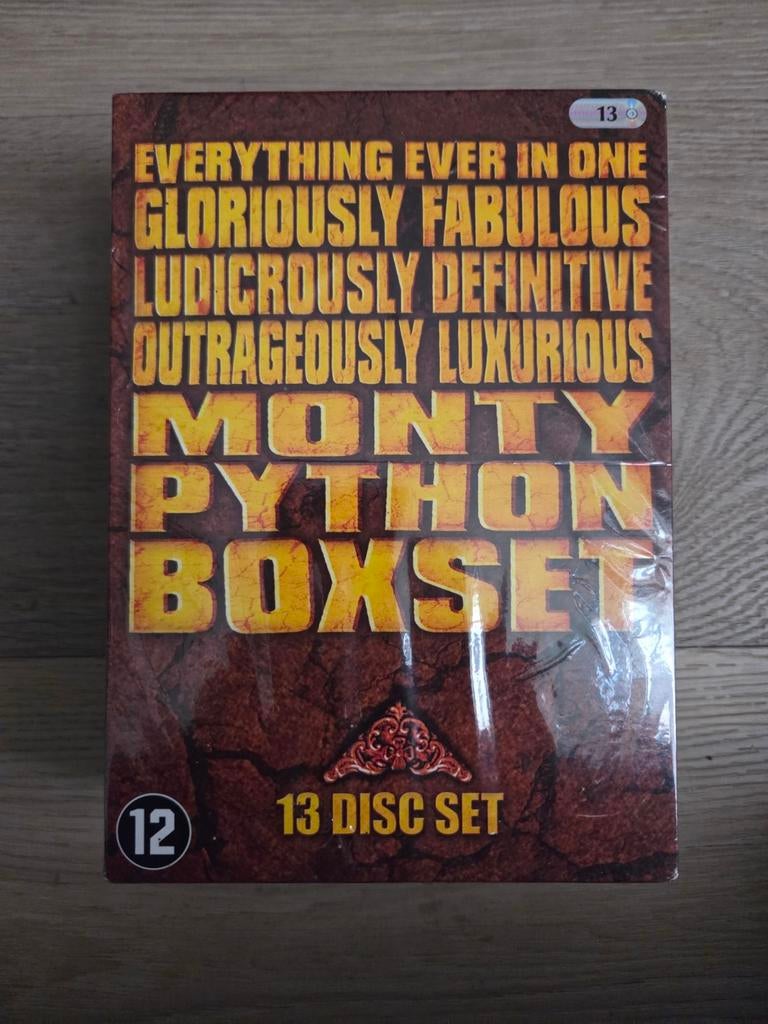 13
EVERYTHING EVER IN ONE
GLORIOUSLY FABULOUS
LUDICROUSLY DEFINITIVE
OUTRAGEOUSLY LUXURIOUS
MONTY
PYTHON
BOXSET
13 DISC SET
12